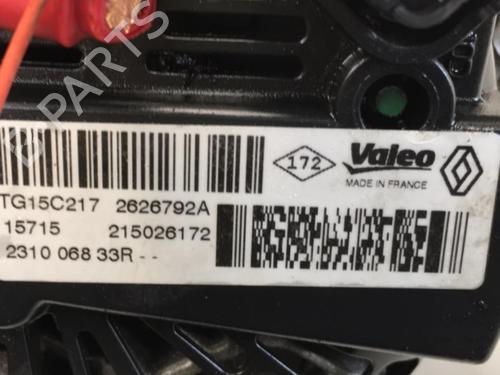 B-PARTS
172
Valeo
MADE IN FRANCE
TG15C217 2626792A
15715 215026172
2310 068 33R - -